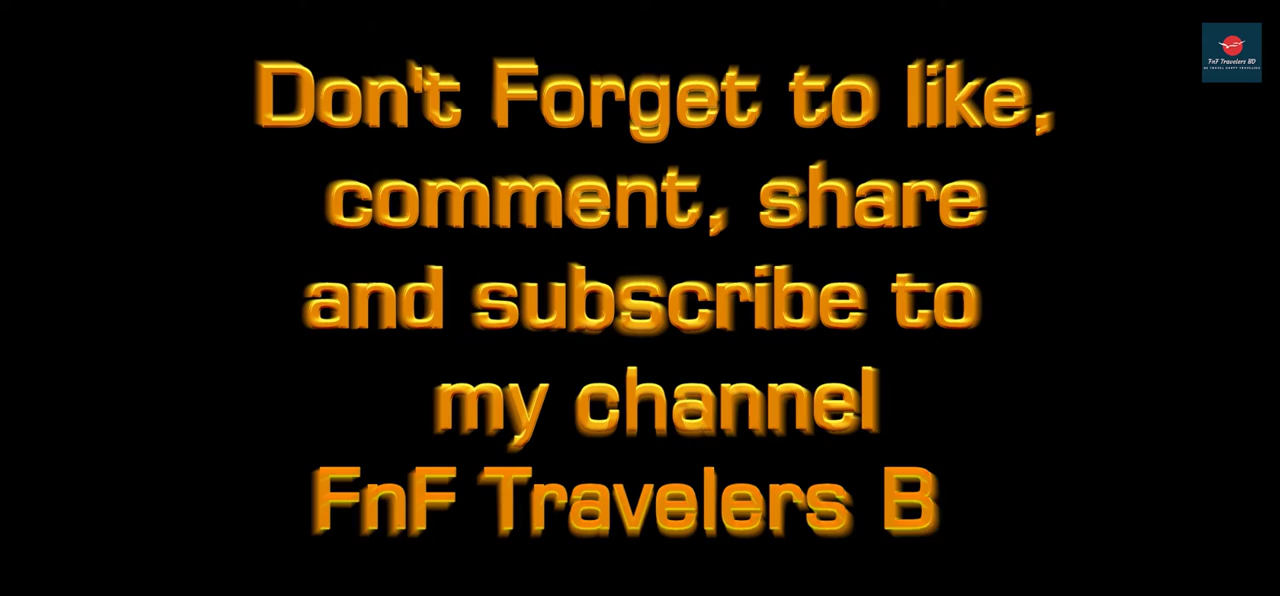 Don't Forget to like,
comment, share
and subscribe to
my channel
FnF Travelers B
FnF Travelers BD